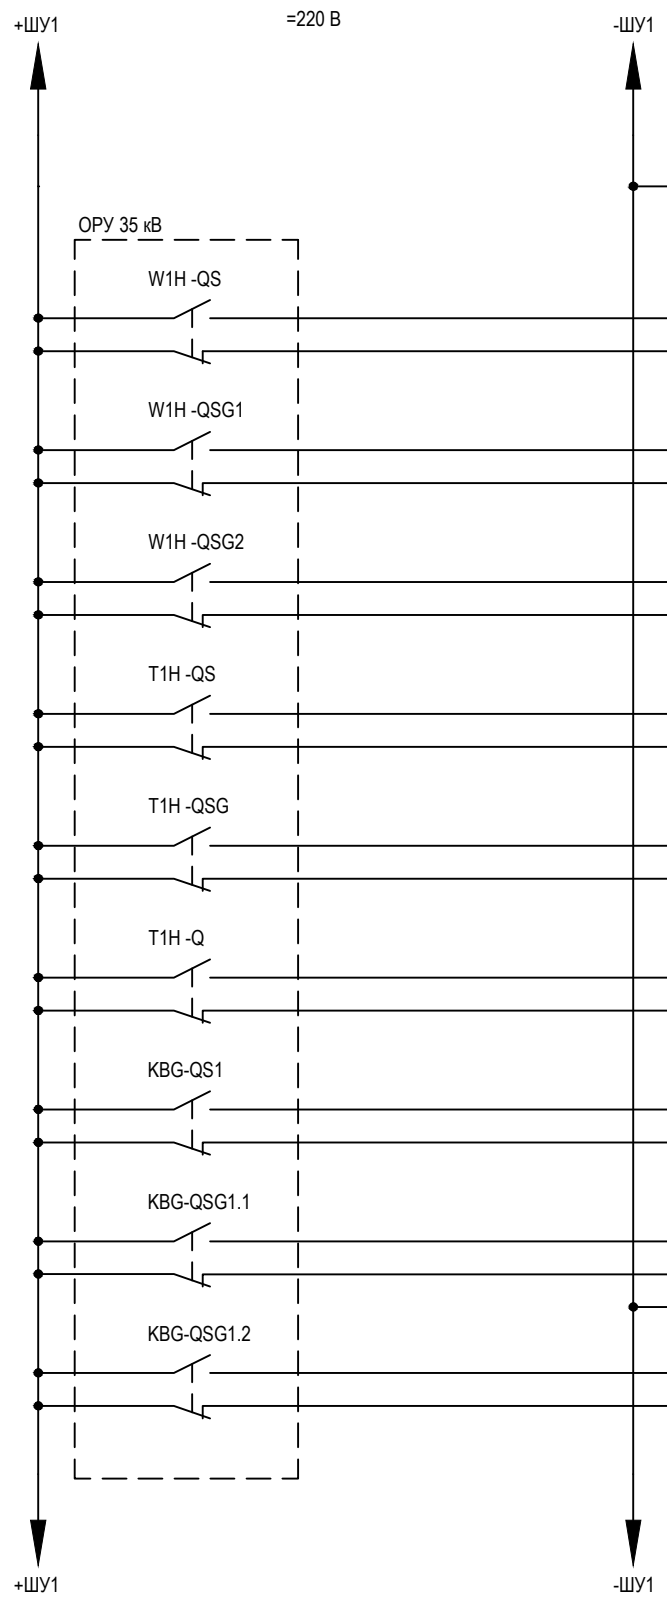 +ШУ1 =220 В -ШУ1
ОРУ 35 кВ
W1H -QS
W1H -QSG1
W1H -QSG2
T1H -QS
T1H -QSG
T1H -Q
KBG-QS1
KBG-QSG1.1
KBG-QSG1.2
+ШУ1 -ШУ1